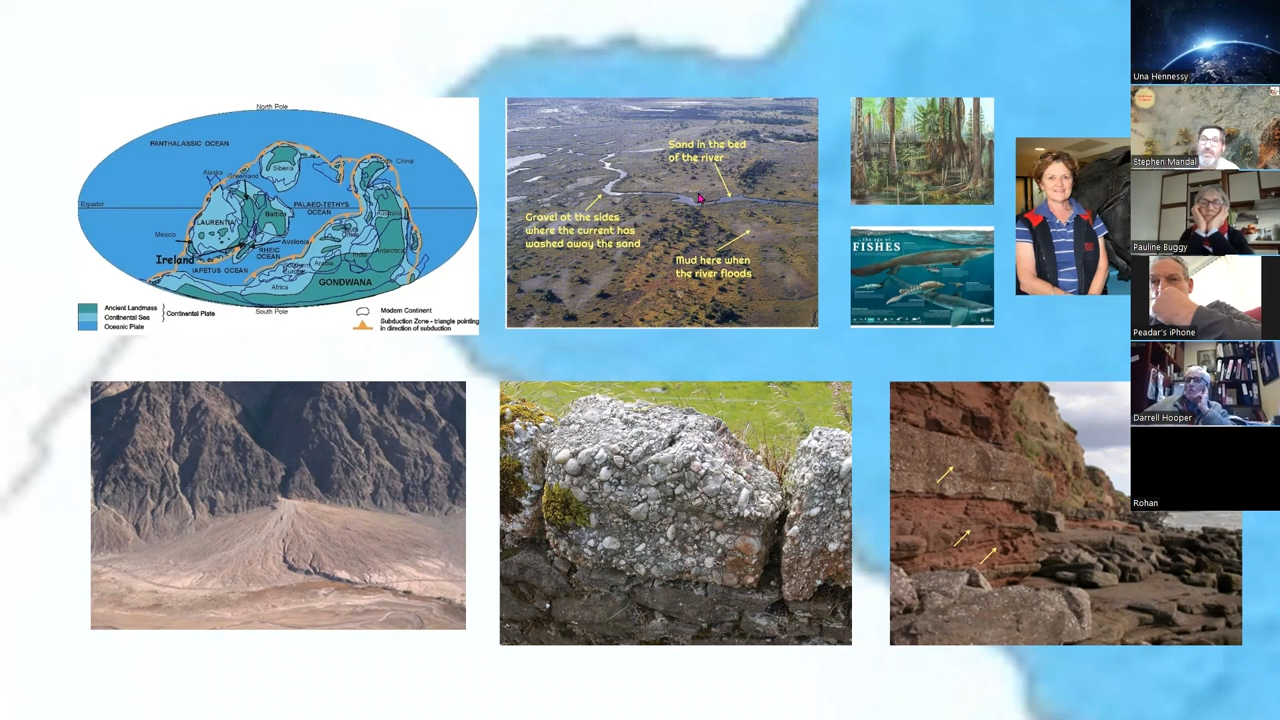 North Pole
PANTHALASSIC OCEAN
Siberia
North China
Alaska
Greenland
Equator
PALAEO-TETHYS
OCEAN
LAURENTIA
Baltica
Australia
Mexico
Avalonia
RHEIC
OCEAN
India
Antarctica
Ireland
IAPETUS OCEAN
Arabia
Africa
GONDWANA
South Pole
Ancient Landmass
Continental Sea
Continental Plate
Oceanic Plate
Modern Continent
Subduction Zone - triangle pointing
in direction of subduction
Sand in the bed
of the river
Gravel at the sides
where the current has
washed away the sand
Mud here when
the river floods
the age of
FISHES
Una Hennessy
Stephen Mandal
Pauline Buggy
Peadar's iPhone
Darrell Hooper
Rohan